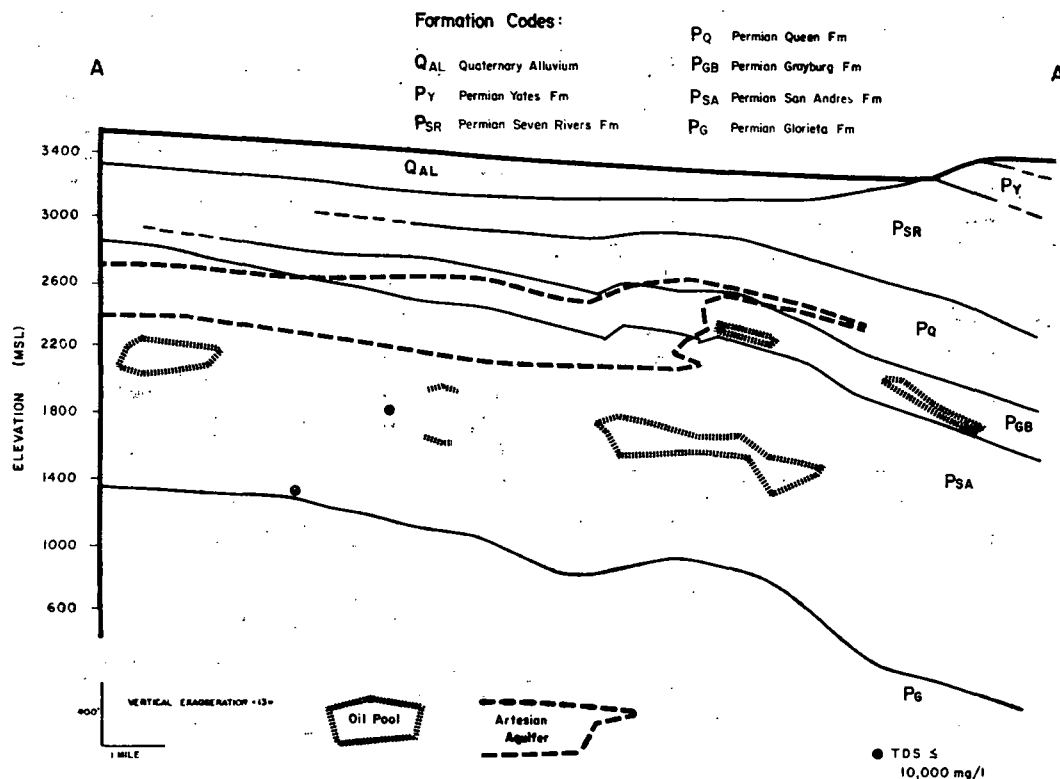 Formation Codes:
QAL Quaternary Alluvium
PY Permian Yates Fm
PSR Permian Seven Rivers Fm
PQ Permian Queen Fm
PGB Permian Grayburg Fm
PSA Permian San Andres Fm
PG Permian Glorieta Fm
A
A
3400
3000
2600
2200
1800
1400
1000
600
ELEVATION (MSL)
QAL
PY
PSR
PQ
PGB
PSA
PG
400'
VERTICAL EXAGGERATION
1 MILE
Oil Pool
Artesian
Aquifer
TDS ≤
10,000 mg/l